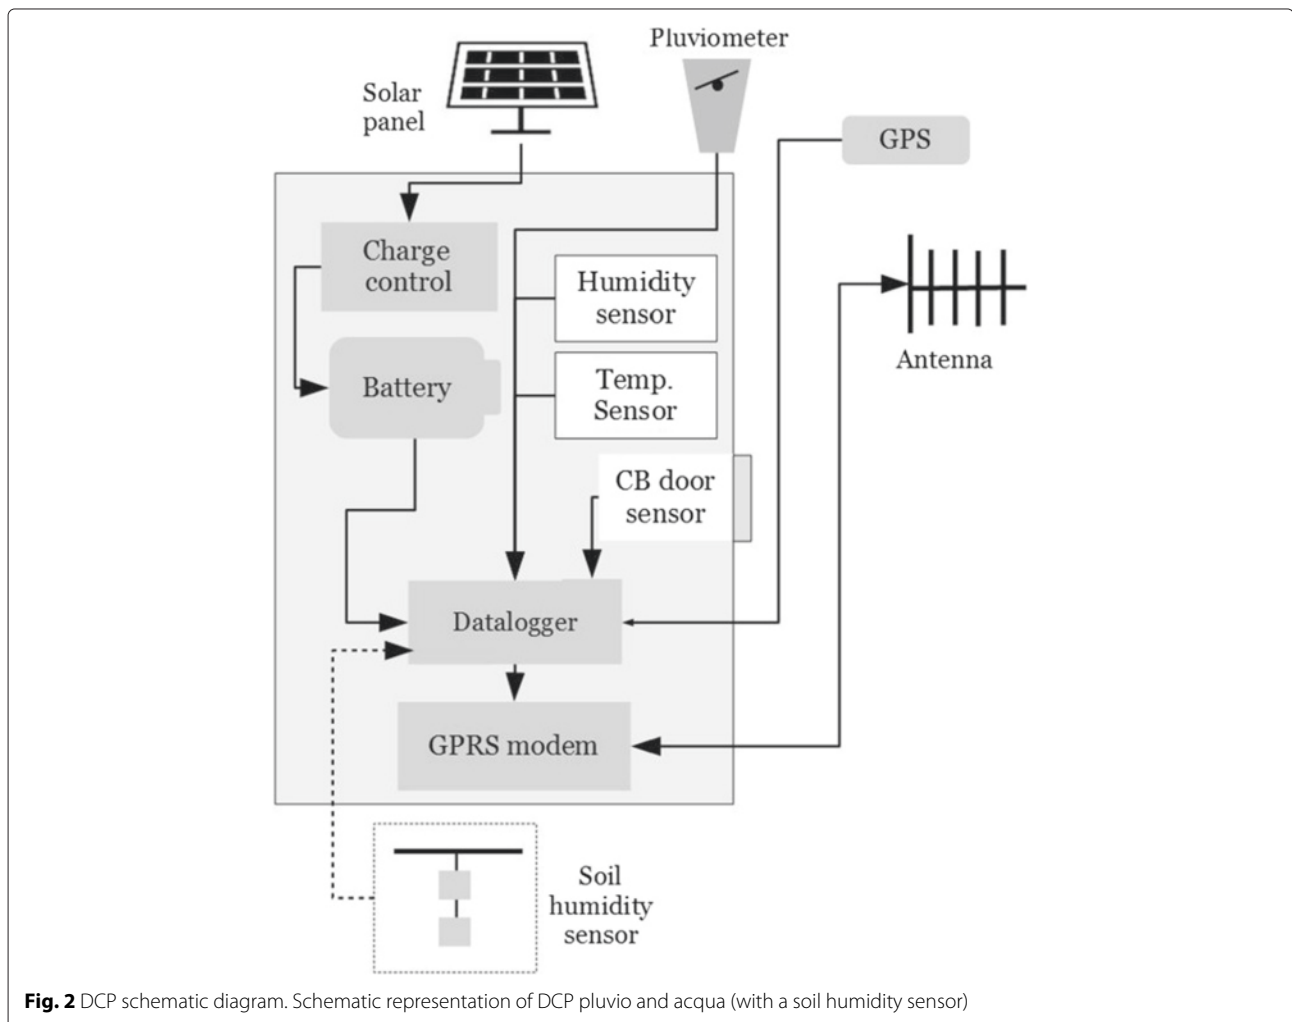 Pluviometer
Solar
panel
GPS
Charge
control
Humidity
sensor
Antenna
Temp.
Sensor
Battery
CB door
sensor
Datalogger
GPRS modem
Soil
humidity
sensor
Fig. 2 DCP schematic diagram. Schematic representation of DCP pluvio and acqua (with a soil humidity sensor)